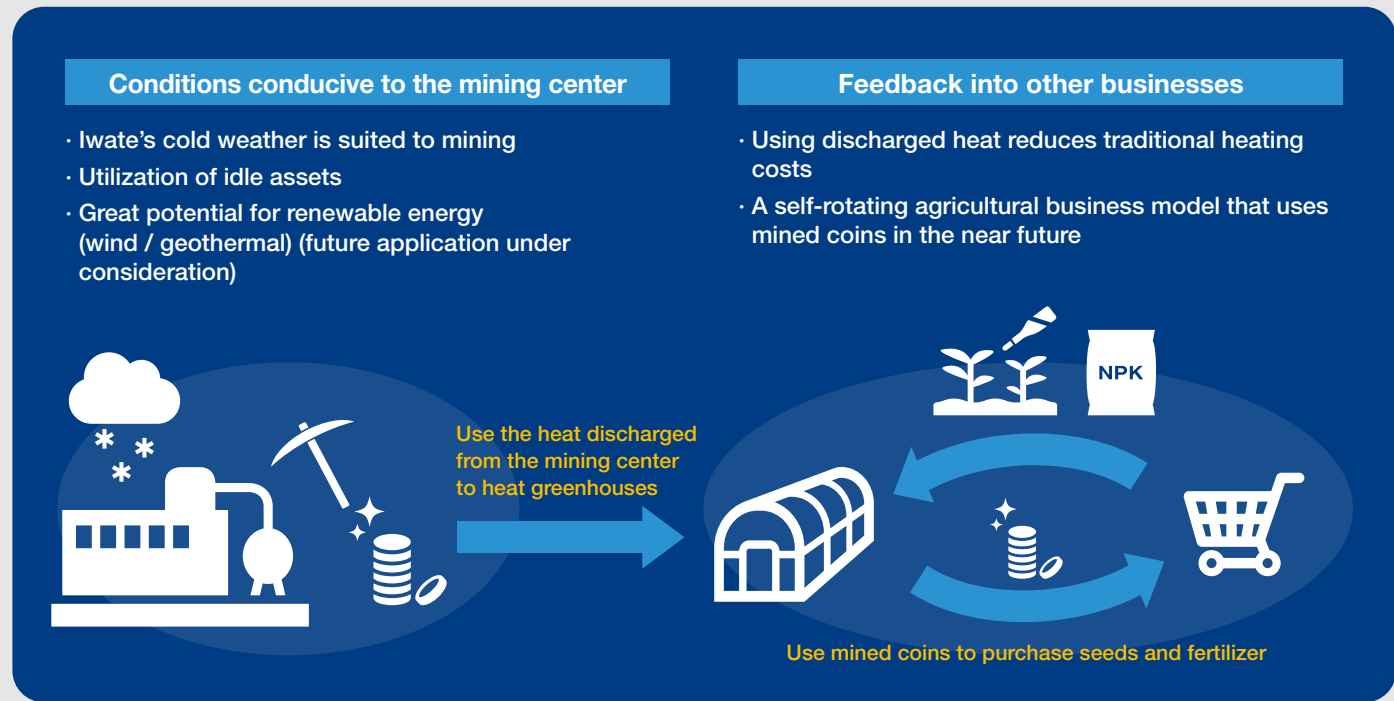 Conditions conducive to the mining center
· Iwate's cold weather is suited to mining
· Utilization of idle assets
· Great potential for renewable energy
(wind / geothermal) (future application under
consideration)
Feedback into other businesses
· Using discharged heat reduces traditional heating
costs
· A self-rotating agricultural business model that uses
mined coins in the near future
Use the heat discharged
from the mining center
to heat greenhouses
NPK
Use mined coins to purchase seeds and fertilizer